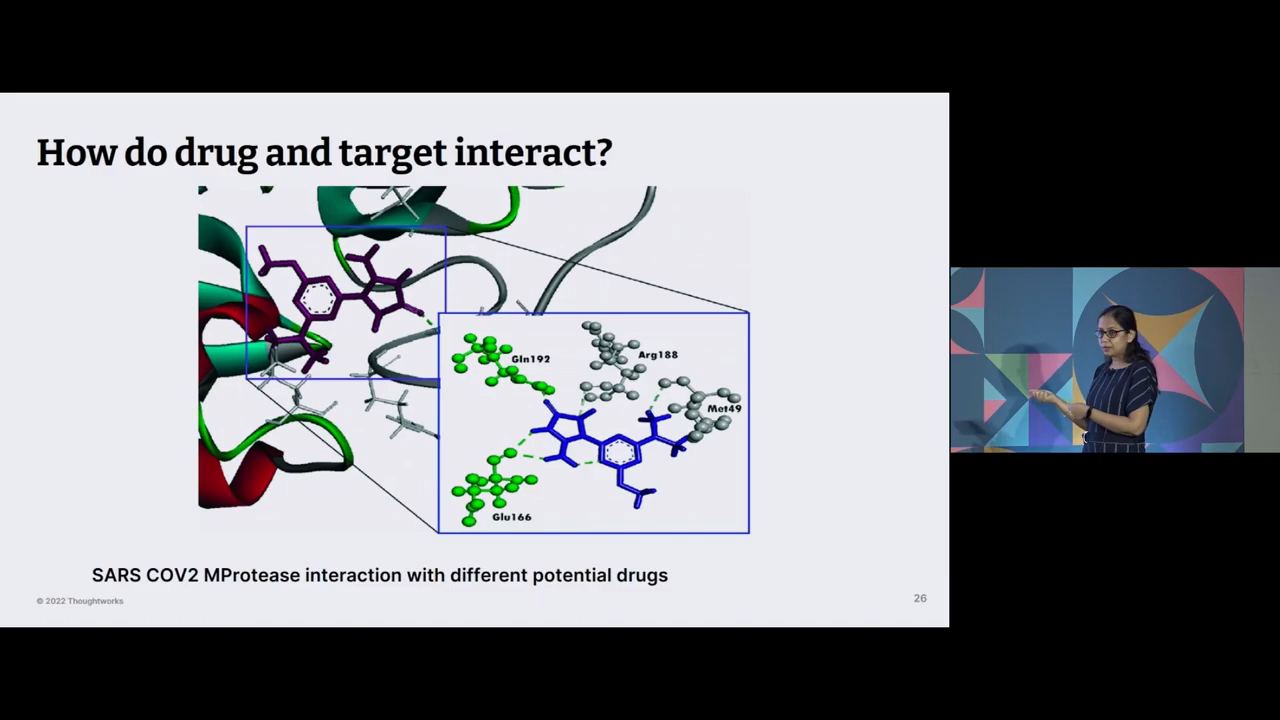 How do drug and target interact?
Gln192
Arg188
Met49
Glu166
SARS COV2 MProtease interaction with different potential drugs
© 2022 Thoughtworks
26